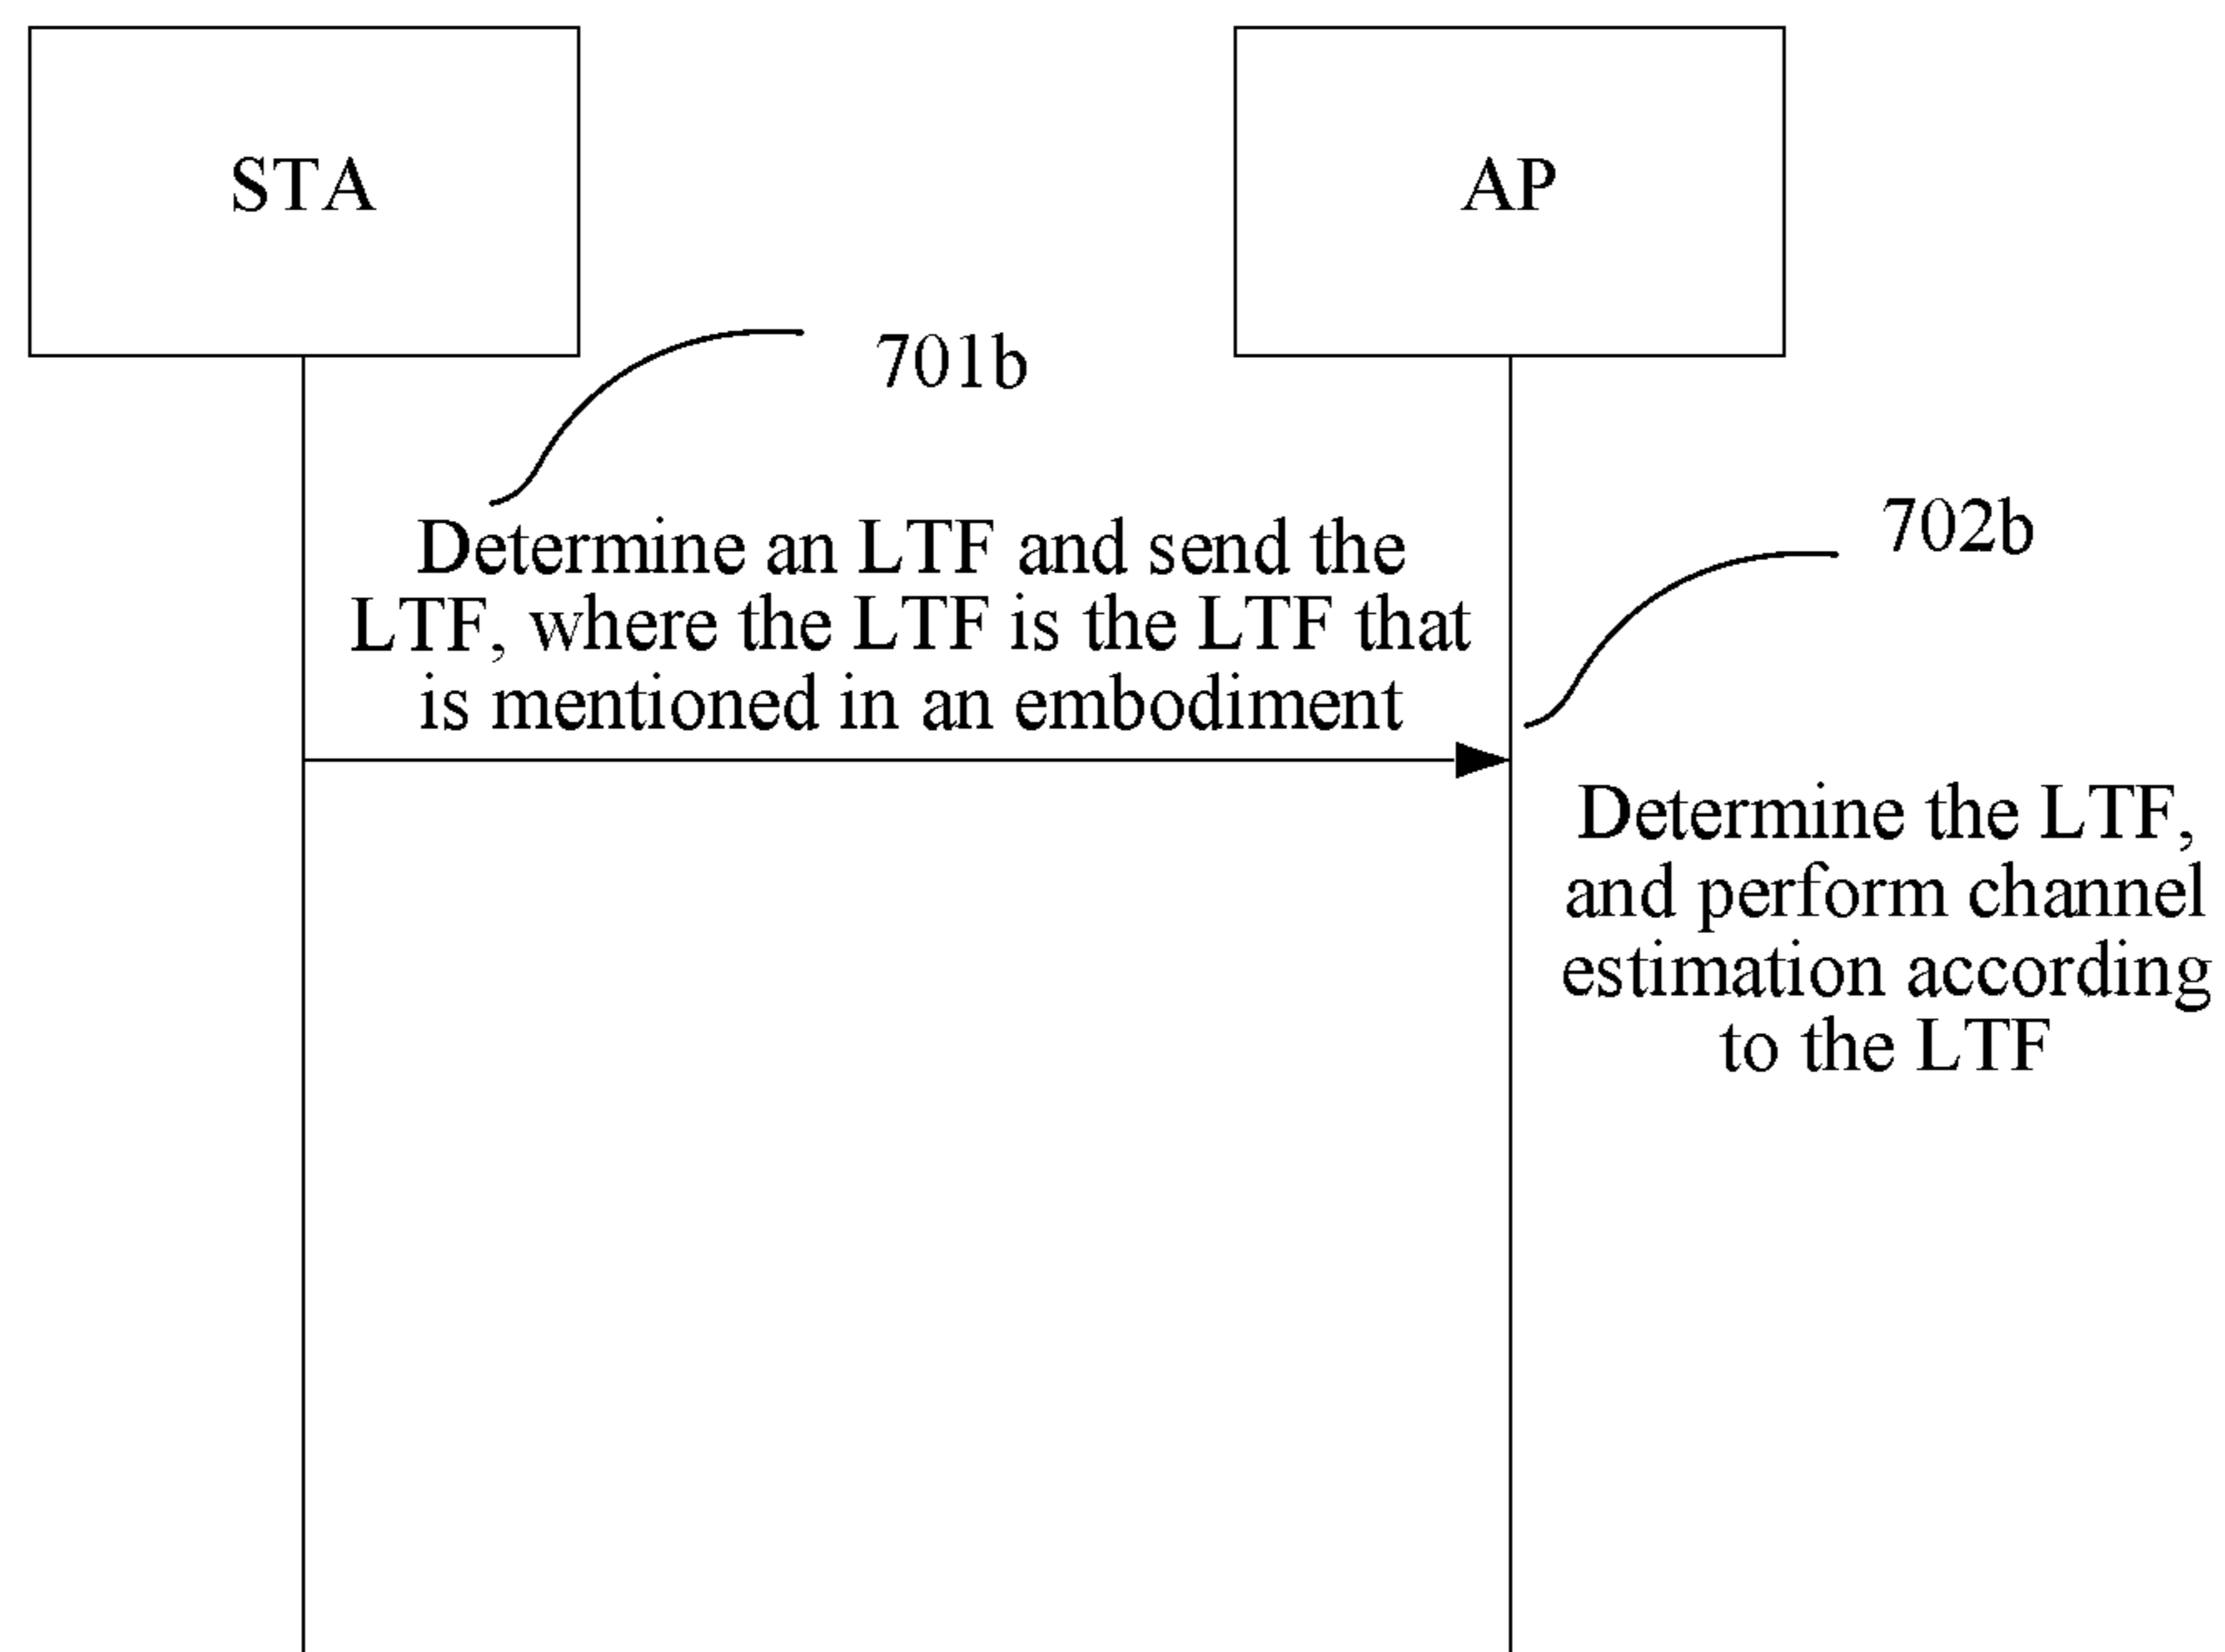 STA
AP
701b
Determine an LTF and send the
LTF, where the LTF is the LTF that
is mentioned in an embodiment
702b
Determine the LTF,
and perform channel
estimation according
to the LTF